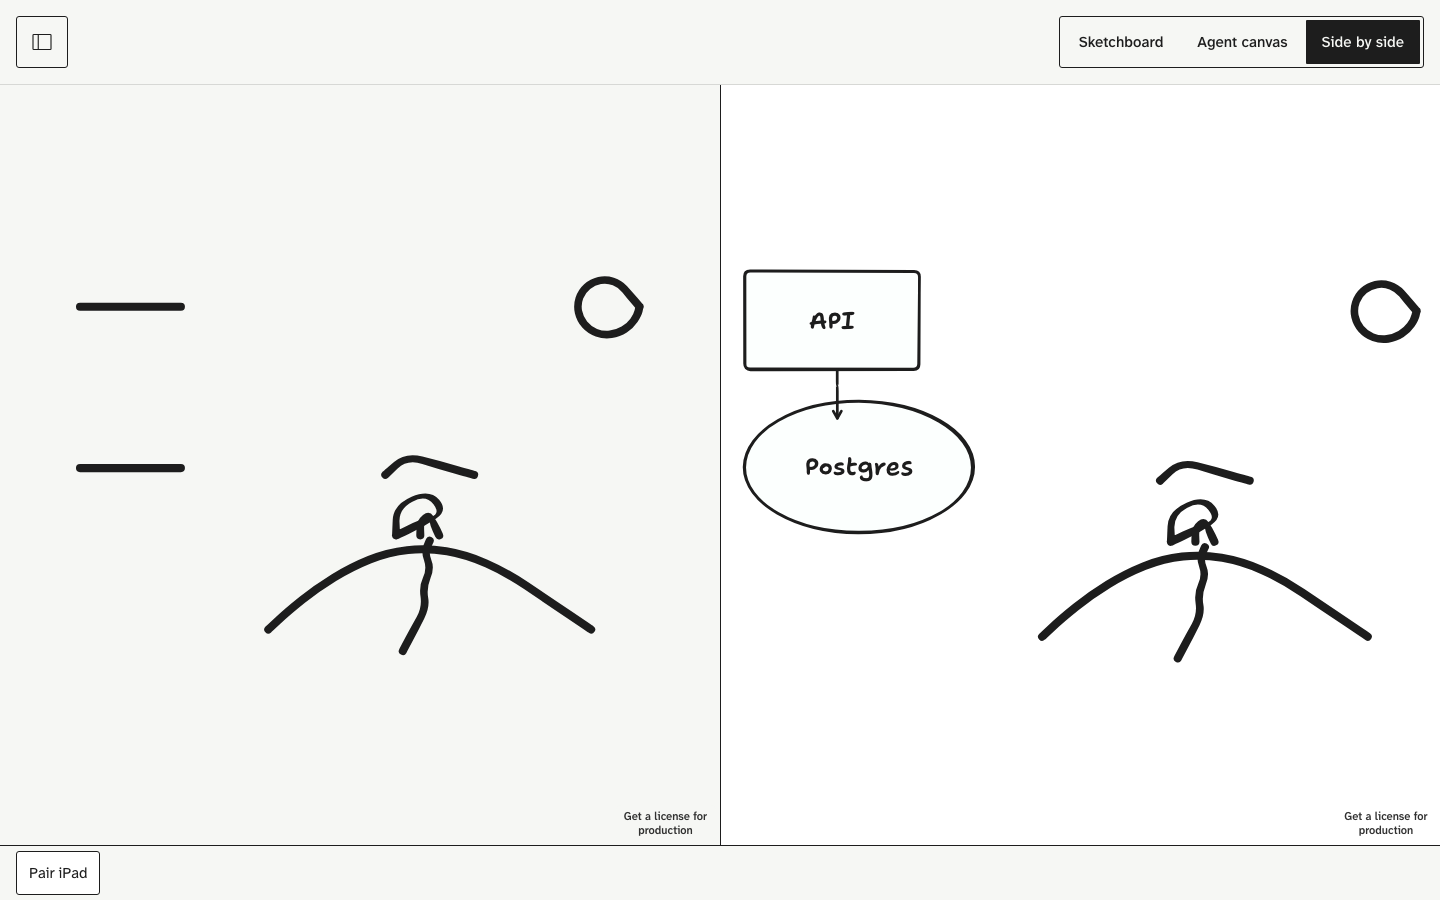 Sketchboard
Agent canvas
Side by side
API
Postgres
Get a license for
production
Get a license for
production
Pair iPad